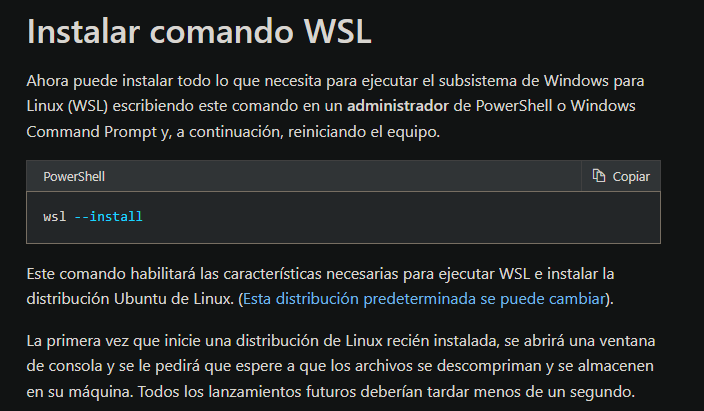 Instalar comando WSL
Ahora puede instalar todo lo que necesita para ejecutar el subsistema de Windows para
Linux (WSL) escribiendo este comando en un administrador de PowerShell o Windows
Command Prompt y, a continuación, reiniciando el equipo.
PowerShell
Copiar
wsl --install
Este comando habilitará las características necesarias para ejecutar WSL e instalar la
distribución Ubuntu de Linux. (Esta distribución predeterminada se puede cambiar).
La primera vez que inicie una distribución de Linux recién instalada, se abrirá una ventana
de consola y se le pedirá que espere a que los archivos se descompriman y se almacenen
en su máquina. Todos los lanzamientos futuros deberían tardar menos de un segundo.